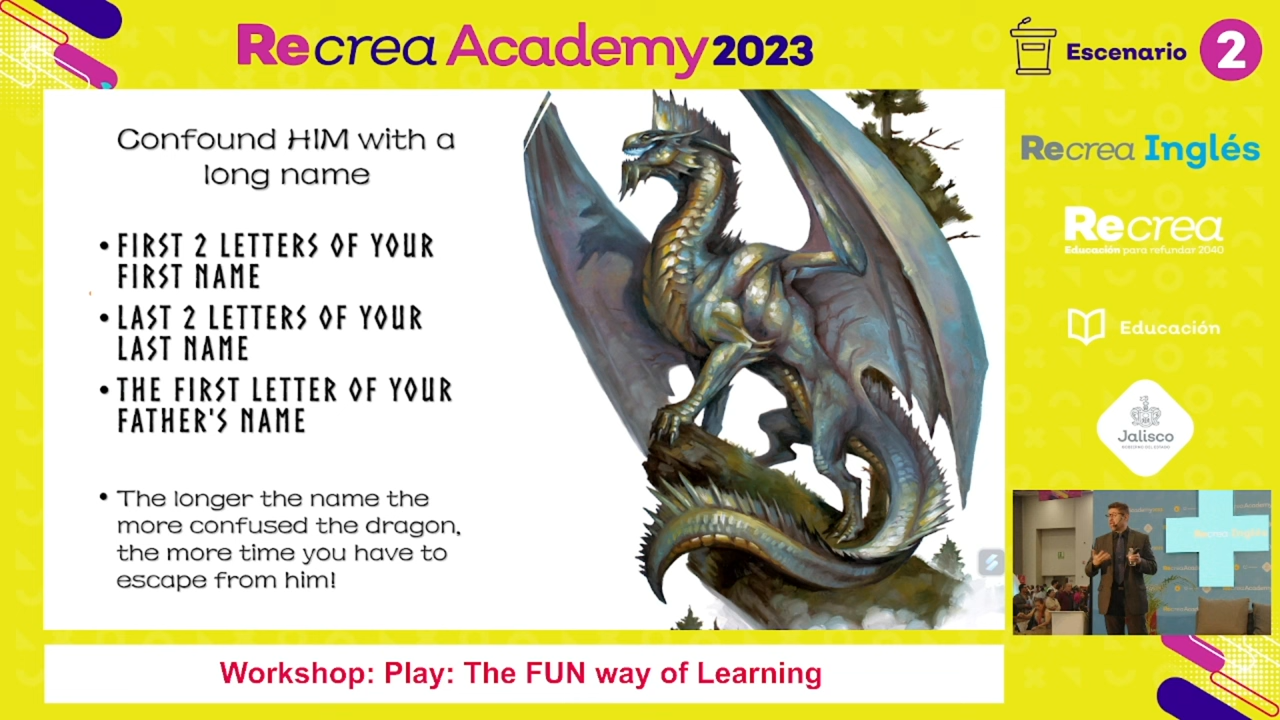 Recrea Academy 2023
Escenario 2
Confound HIM with a
long name
• FIRST 2 LETTERS OF YOUR
FIRST NAME
• LAST 2 LETTERS OF YOUR
LAST NAME
• THE FIRST LETTER OF YOUR
FATHER'S NAME
• The longer the name the
more confused the dragon,
the more time you have to
escape from him!
Recrea Inglés
Recrea
Educación para refundar 2040
Educación
Jalisco
Recrea Inglés
Workshop: Play: The FUN way of Learning